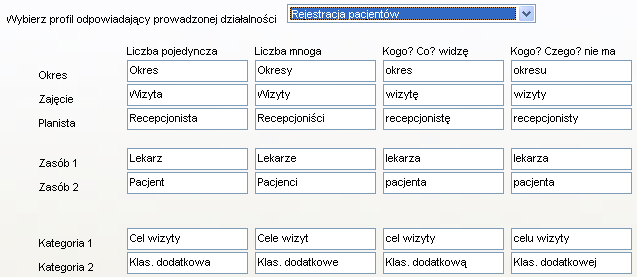 Wybierz profil odpowiadający prowadzonej działalności Rejestracja pacjentów
Liczba pojedyncza Liczba mnoga Kogo? Co? widzę Kogo? Czego? nie ma
Okres Okres Okresy okres okresu
Zajęcie Wizyta Wizyty wizytę wizyty
Planista Recepcjonista Recepcjoniści recepcjonistę recepcjonisty
Zasób 1 Lekarz Lekarze lekarza lekarza
Zasób 2 Pacjent Pacjenci pacjenta pacjenta
Kategoria 1 Cel wizyty Cele wizyt cel wizyty celu wizyty
Kategoria 2 Klas. dodatkowa Klas. dodatkowe Klas. dodatkową Klas. dodatkowej